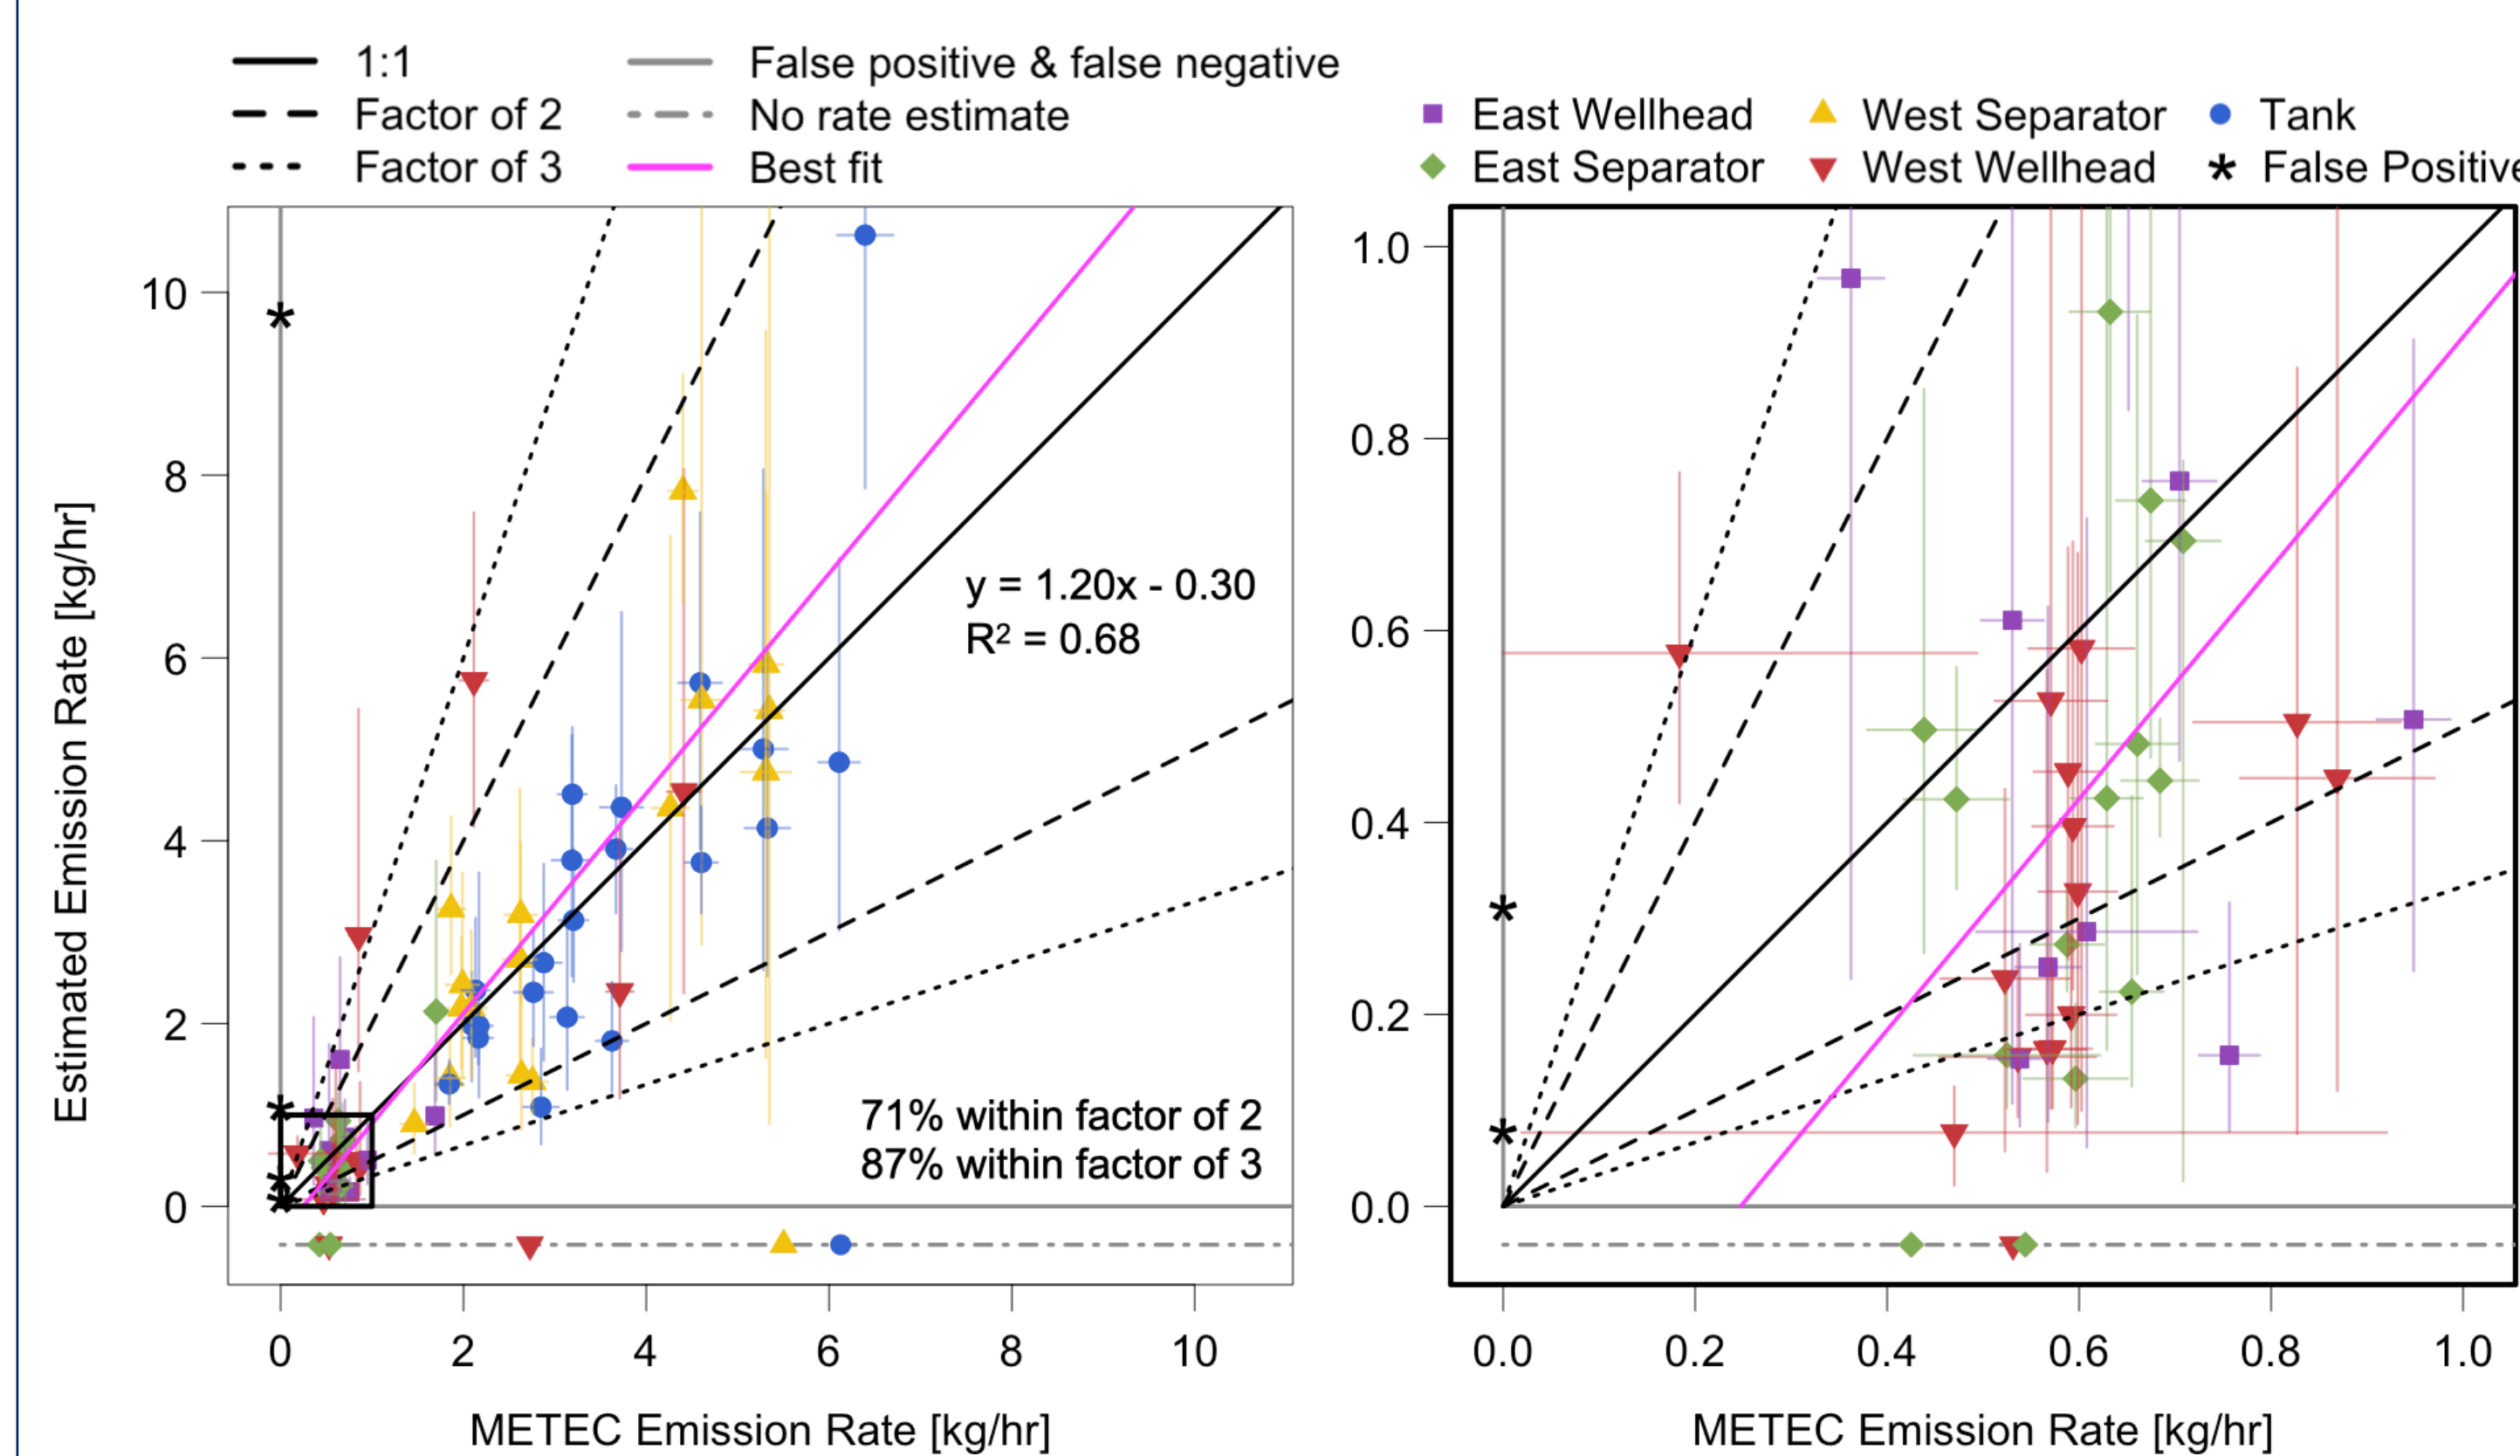 1:1
Factor of 2
Factor of 3
False positive & false negative
No rate estimate
Best fit
East Wellhead
East Separator
West Separator
West Wellhead
Tank
False Positive
Estimated Emission Rate [kg/hr]
10
8
6
4
2
0
y = 1.20x - 0.30
R² = 0.68
71% within factor of 2
87% within factor of 3
0 2 4 6 8 10
METEC Emission Rate [kg/hr]
1.0
0.8
0.6
0.4
0.2
0.0
0.0 0.2 0.4 0.6 0.8 1.0
METEC Emission Rate [kg/hr]